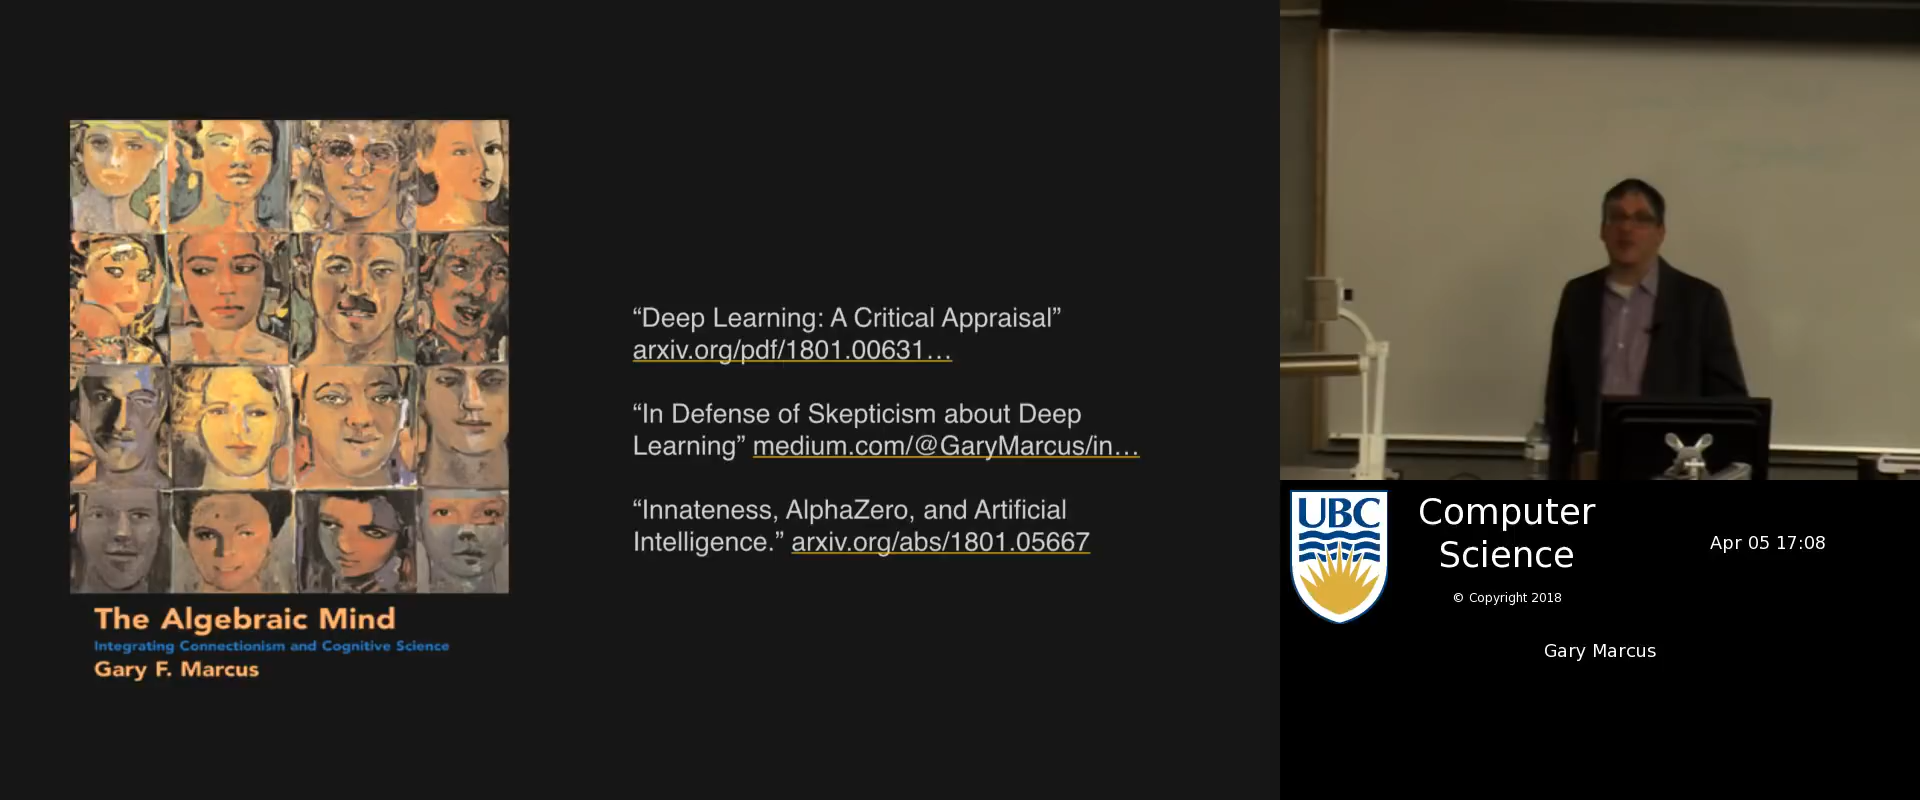 “Deep Learning: A Critical Appraisal”
arxiv.org/pdf/1801.00631…
“In Defense of Skepticism about Deep
Learning” medium.com/@GaryMarcus/in…
“Innateness, AlphaZero, and Artificial
Intelligence.” arxiv.org/abs/1801.05667
The Algebraic Mind
Integrating Connectionism and Cognitive Science
Gary F. Marcus
UBC
Computer
Science
Apr 05 17:08
© Copyright 2018
Gary Marcus